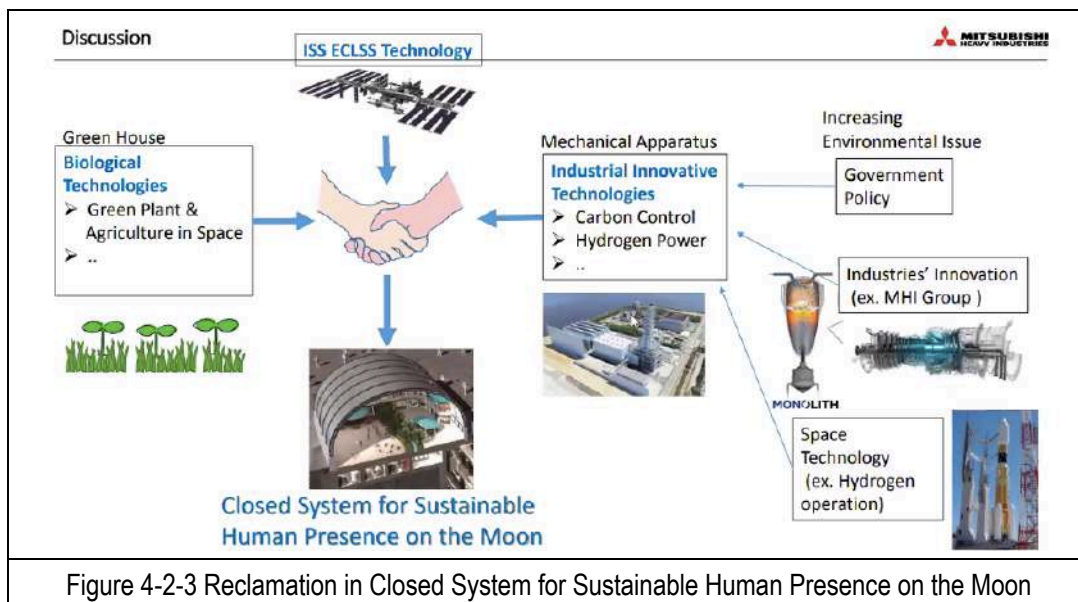 Discussion
MITSUBISHI
HEAVY INDUSTRIES
ISS ECLSS Technology
Green House
Biological
Technologies
➢ Green Plant &
Agriculture in Space
➢ ..
Mechanical Apparatus
Industrial Innovative
Technologies
➢ Carbon Control
➢ Hydrogen Power
➢ ..
Increasing
Environmental Issue
Government
Policy
Industries' Innovation
(ex. MHI Group )
MONOLITH
Space
Technology
(ex. Hydrogen
operation)
Closed System for Sustainable
Human Presence on the Moon
Figure 4-2-3 Reclamation in Closed System for Sustainable Human Presence on the Moon